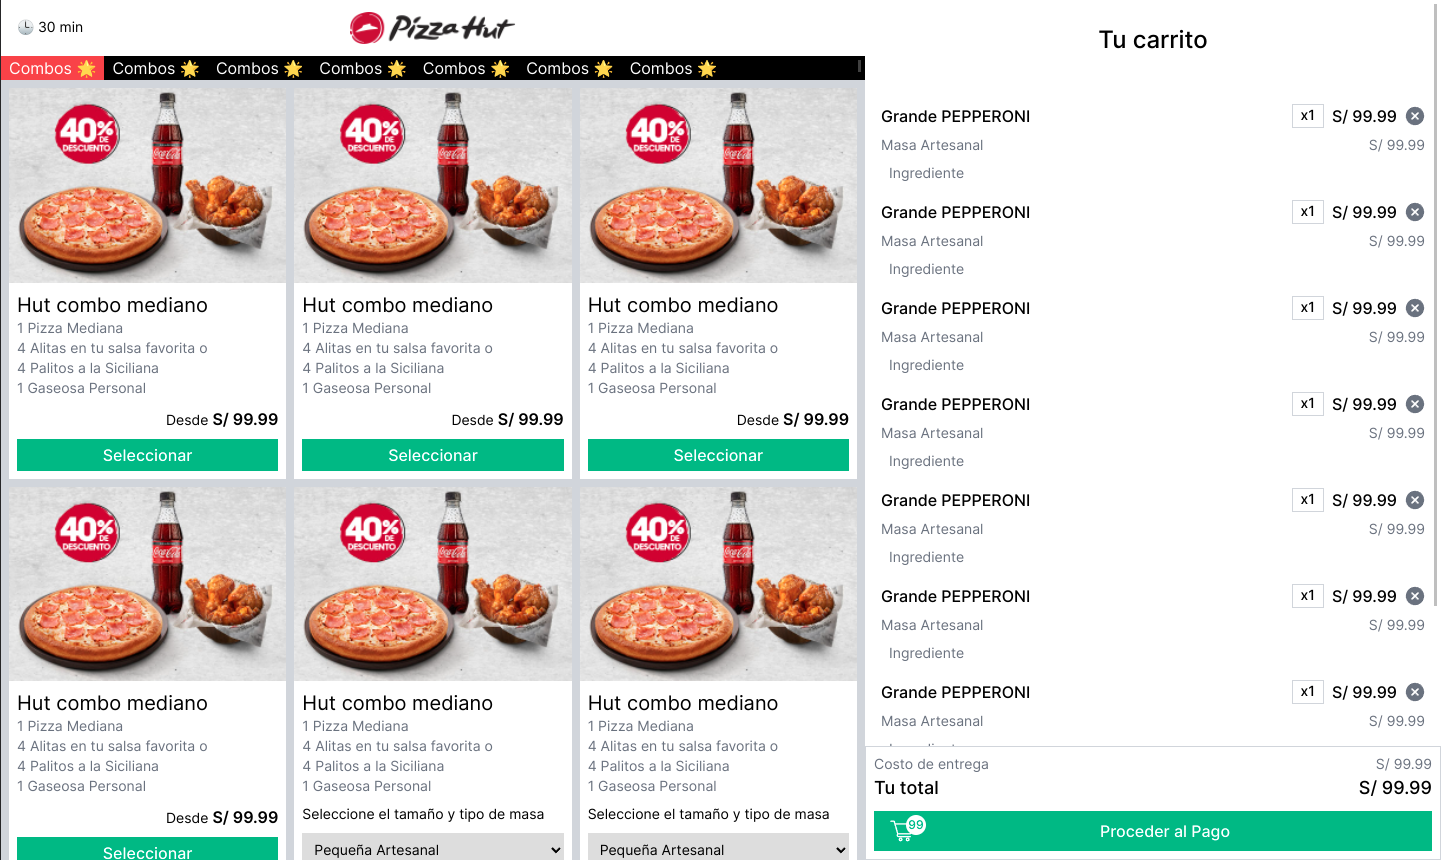 30 min
Pizza Hut
Combos 🌟 Combos 🌟 Combos 🌟 Combos 🌟 Combos 🌟 Combos 🌟 Combos 🌟
40% DE DESCUENTO
Coca-Cola
Hut combo mediano
1 Pizza Mediana
4 Alitas en tu salsa favorita o
4 Palitos a la Siciliana
1 Gaseosa Personal
Desde S/ 99.99
Seleccionar
40% DE DESCUENTO
Coca-Cola
Hut combo mediano
1 Pizza Mediana
4 Alitas en tu salsa favorita o
4 Palitos a la Siciliana
1 Gaseosa Personal
Desde S/ 99.99
Seleccionar
40% DE DESCUENTO
Coca-Cola
Hut combo mediano
1 Pizza Mediana
4 Alitas en tu salsa favorita o
4 Palitos a la Siciliana
1 Gaseosa Personal
Desde S/ 99.99
Seleccionar
40% DE DESCUENTO
Coca-Cola
Hut combo mediano
1 Pizza Mediana
4 Alitas en tu salsa favorita o
4 Palitos a la Siciliana
1 Gaseosa Personal
Desde S/ 99.99
Seleccionar
40% DE DESCUENTO
Coca-Cola
Hut combo mediano
1 Pizza Mediana
4 Alitas en tu salsa favorita o
4 Palitos a la Siciliana
1 Gaseosa Personal
Seleccione el tamaño y tipo de masa
Pequeña Artesanal
40% DE DESCUENTO
Coca-Cola
Hut combo mediano
1 Pizza Mediana
4 Alitas en tu salsa favorita o
4 Palitos a la Siciliana
1 Gaseosa Personal
Seleccione el tamaño y tipo de masa
Pequeña Artesanal
Tu carrito
Grande PEPPERONI x1 S/ 99.99
Masa Artesanal S/ 99.99
Ingrediente
Grande PEPPERONI x1 S/ 99.99
Masa Artesanal S/ 99.99
Ingrediente
Grande PEPPERONI x1 S/ 99.99
Masa Artesanal S/ 99.99
Ingrediente
Grande PEPPERONI x1 S/ 99.99
Masa Artesanal S/ 99.99
Ingrediente
Grande PEPPERONI x1 S/ 99.99
Masa Artesanal S/ 99.99
Ingrediente
Grande PEPPERONI x1 S/ 99.99
Masa Artesanal S/ 99.99
Ingrediente
Grande PEPPERONI x1 S/ 99.99
Masa Artesanal S/ 99.99
Costo de entrega S/ 99.99
Tu total S/ 99.99
99 Proceder al Pago